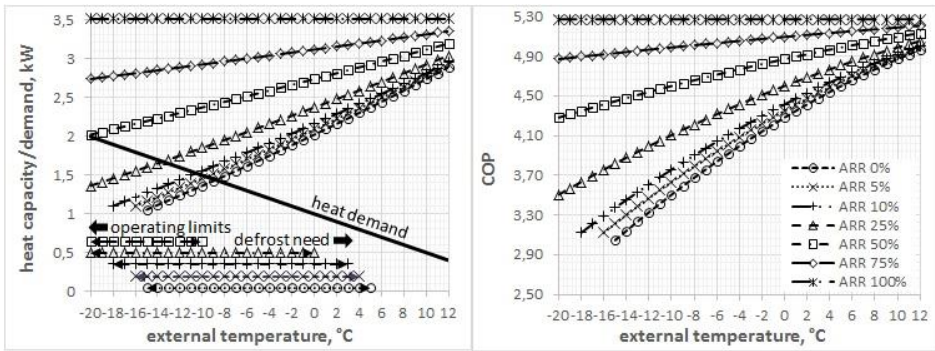 4
3,5
3
2,5
2
1,5
1
0,5
0
heat capacity/demand, kW
operating limits
defrost need
heat demand
-20-18-16-14-12-10 -8 -6 -4 -2 0 2 4 6 8 10 12
external temperature, °C
5,30
4,90
4,50
4,10
3,70
3,30
2,90
2,50
COP
ARR 0%
ARR 5%
ARR 10%
ARR 25%
ARR 50%
ARR 75%
ARR 100%
-20-18-16-14-12-10 -8 -6 -4 -2 0 2 4 6 8 10 12
external temperature, °C